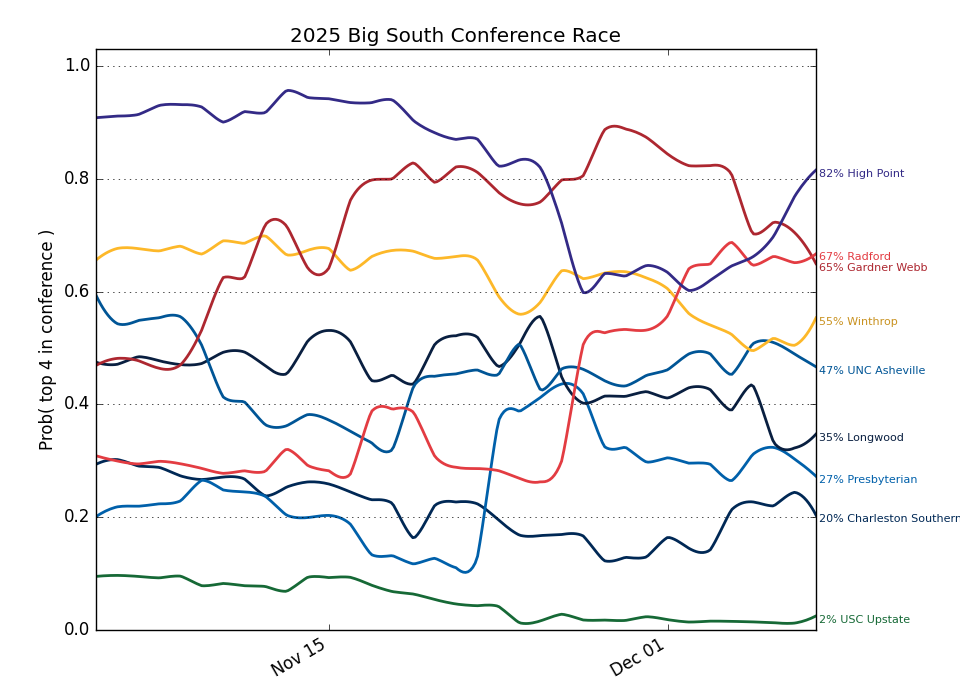 2025 Big South Conference Race
Prob( top 4 in conference )
1.0
0.8
0.6
0.4
0.2
0.0
Nov 15
Dec 01
82% High Point
67% Radford
65% Gardner Webb
55% Winthrop
47% UNC Asheville
35% Longwood
27% Presbyterian
20% Charleston Southern
2% USC Upstate